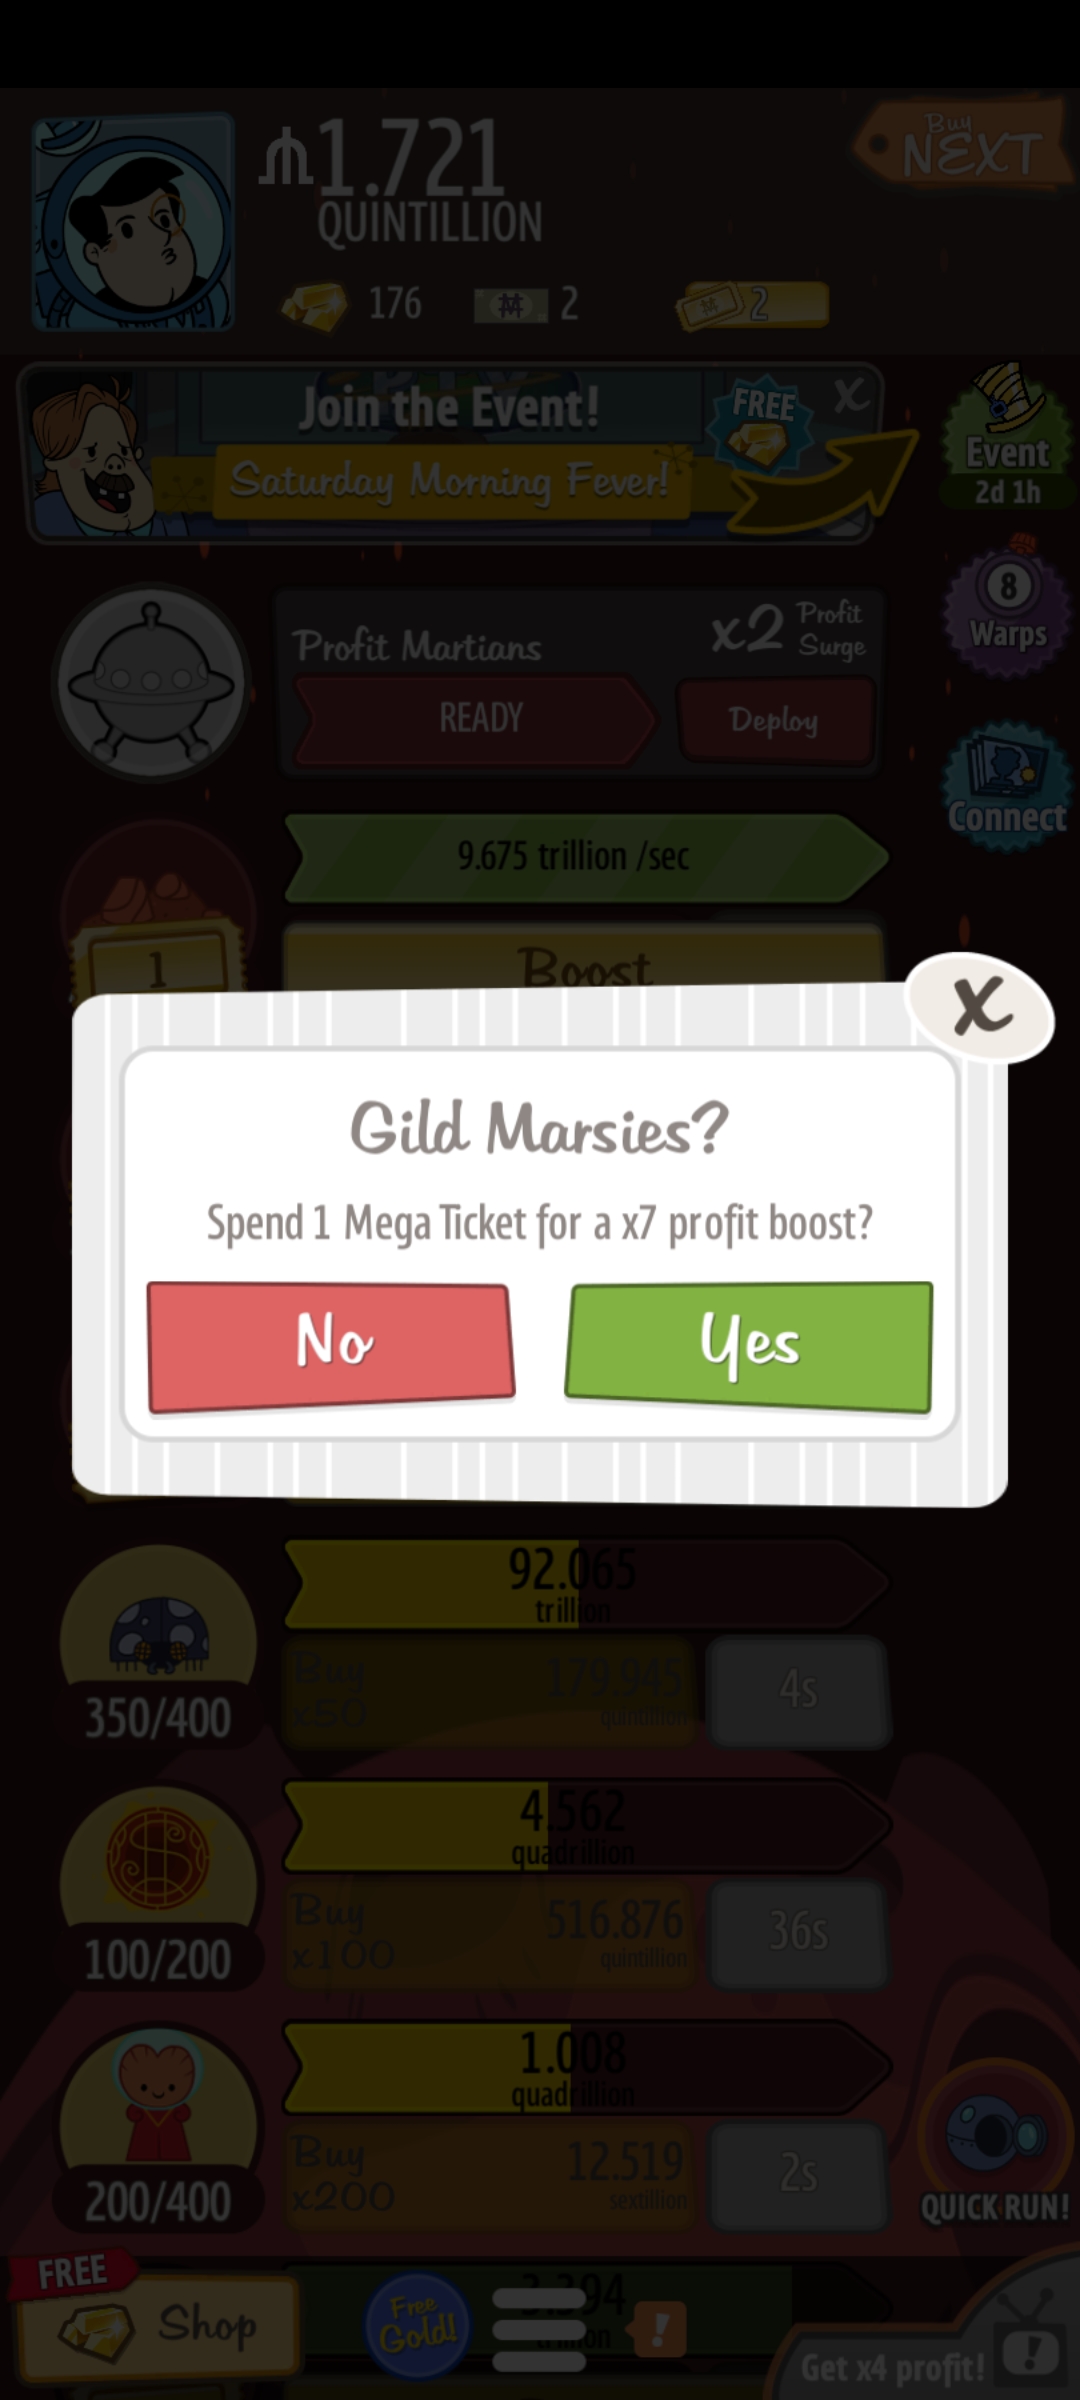 1.721
QUINTILLION
Buy
NEXT
176
2
2
Join the Event!
FREE
X
Saturday Morning Fever!
Event
2d 1h
8
Warps
Profit Martians
x2 Profit Surge
READY
Deploy
Connect
9.675 trillion /sec
1
Boost
X
Gild Marsies?
Spend 1 Mega Ticket for a x7 profit boost?
No
Yes
92.065
trillion
350/400
Buy
x50
179.945
quintillion
4s
4.562
quadrillion
100/200
Buy
x100
516.876
quintillion
36s
1.008
quadrillion
200/400
Buy
x200
12.519
sextillion
2s
QUICK RUN!
FREE
Shop
Free
Gold!
!
Get x4 profit!
!